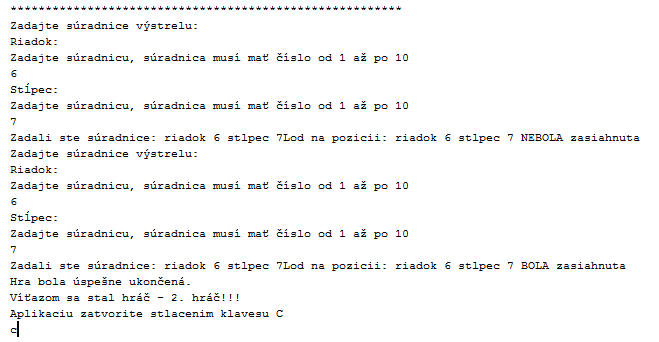 ********************************************************
Zadajte súradnice výstrelu:
Riadok:
Zadajte súradnicu, súradnica musí mať číslo od 1 až po 10
6
Stĺpec:
Zadajte súradnicu, súradnica musí mať číslo od 1 až po 10
7
Zadali ste súradnice: riadok 6 stlpec 7Lod na pozicii: riadok 6 stlpec 7 NEBOLA zasiahnuta
Zadajte súradnice výstrelu:
Riadok:
Zadajte súradnicu, súradnica musí mať číslo od 1 až po 10
6
Stĺpec:
Zadajte súradnicu, súradnica musí mať číslo od 1 až po 10
7
Zadali ste súradnice: riadok 6 stlpec 7Lod na pozicii: riadok 6 stlpec 7 BOLA zasiahnuta
Hra bola úspešne ukončená.
Víťazom sa stal hráč - 2. hráč!!!
Aplikaciu zatvorite stlacenim klavesu C
c